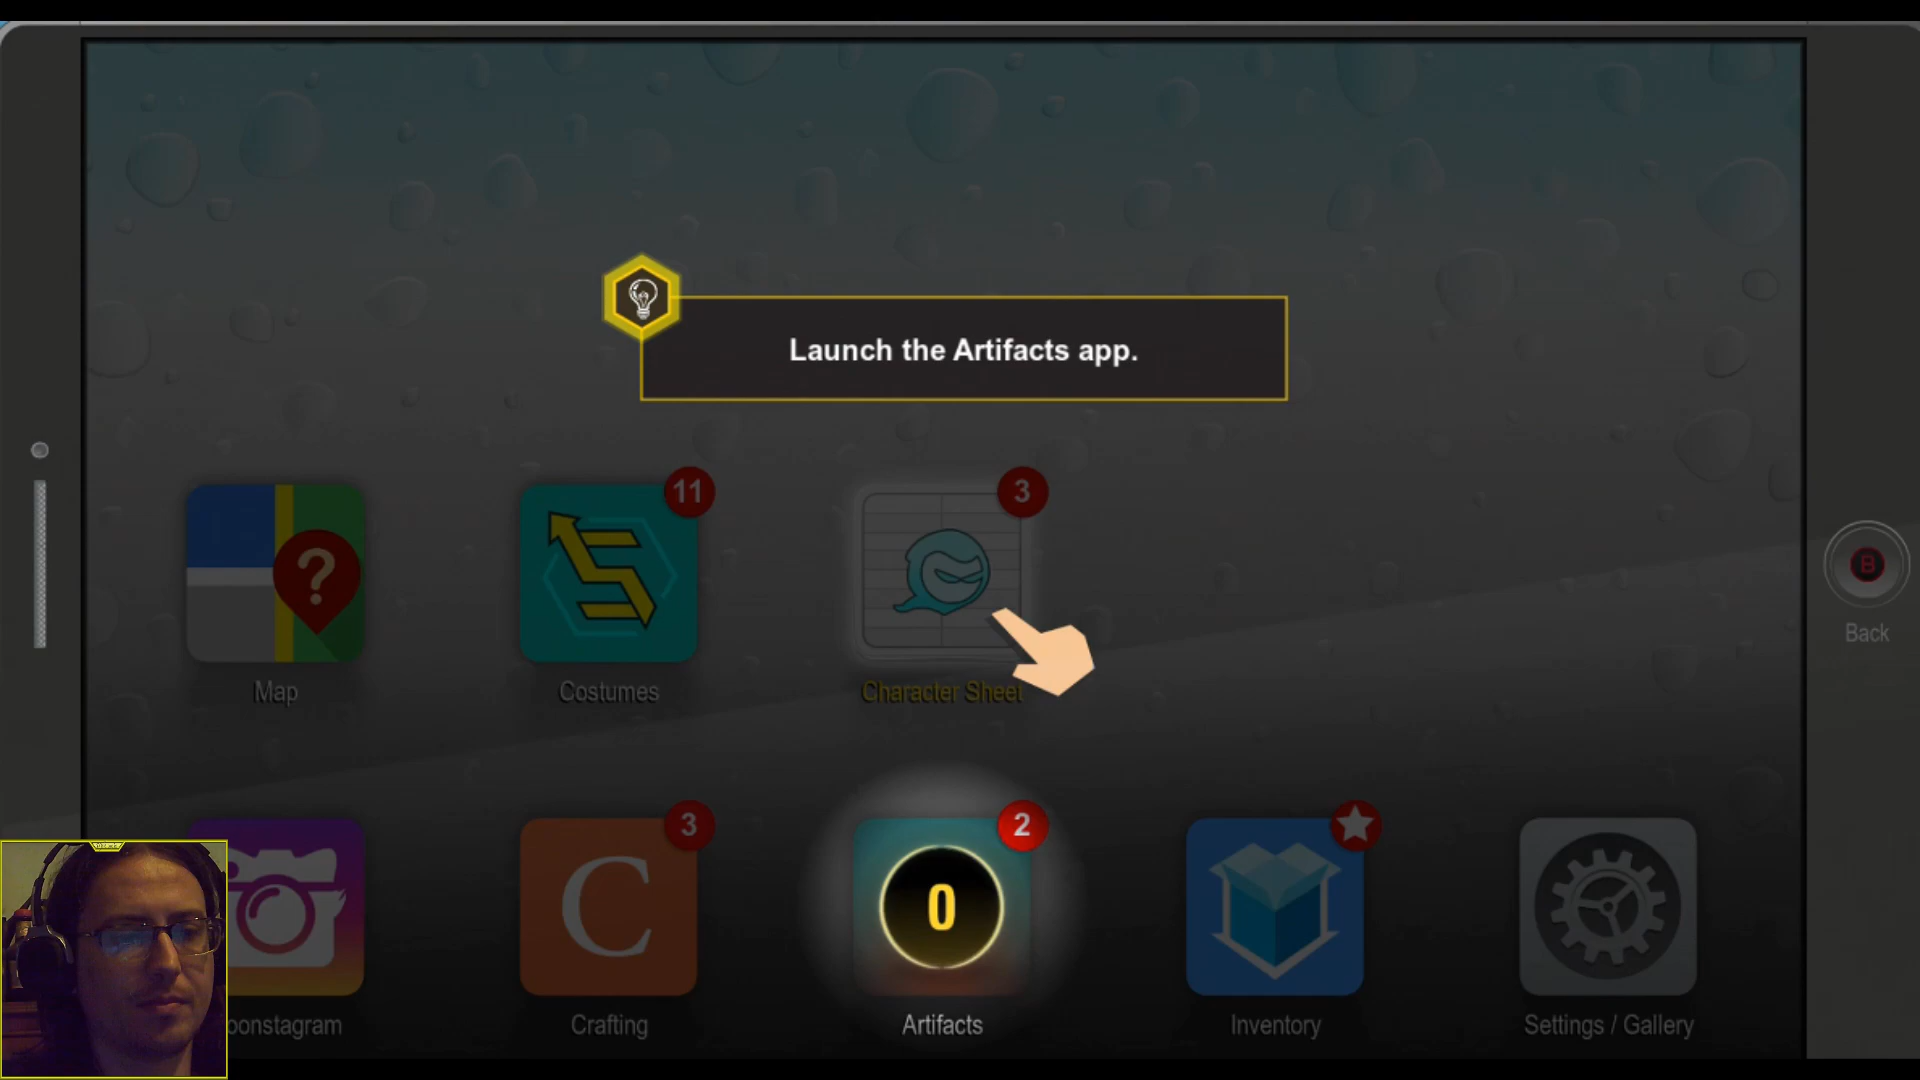 Launch the Artifacts app.
11
3
?
B
Back
Map
Costumes
Character Sheet
3
2
C
0
oonstagram
Crafting
Artifacts
Inventory
Settings / Gallery